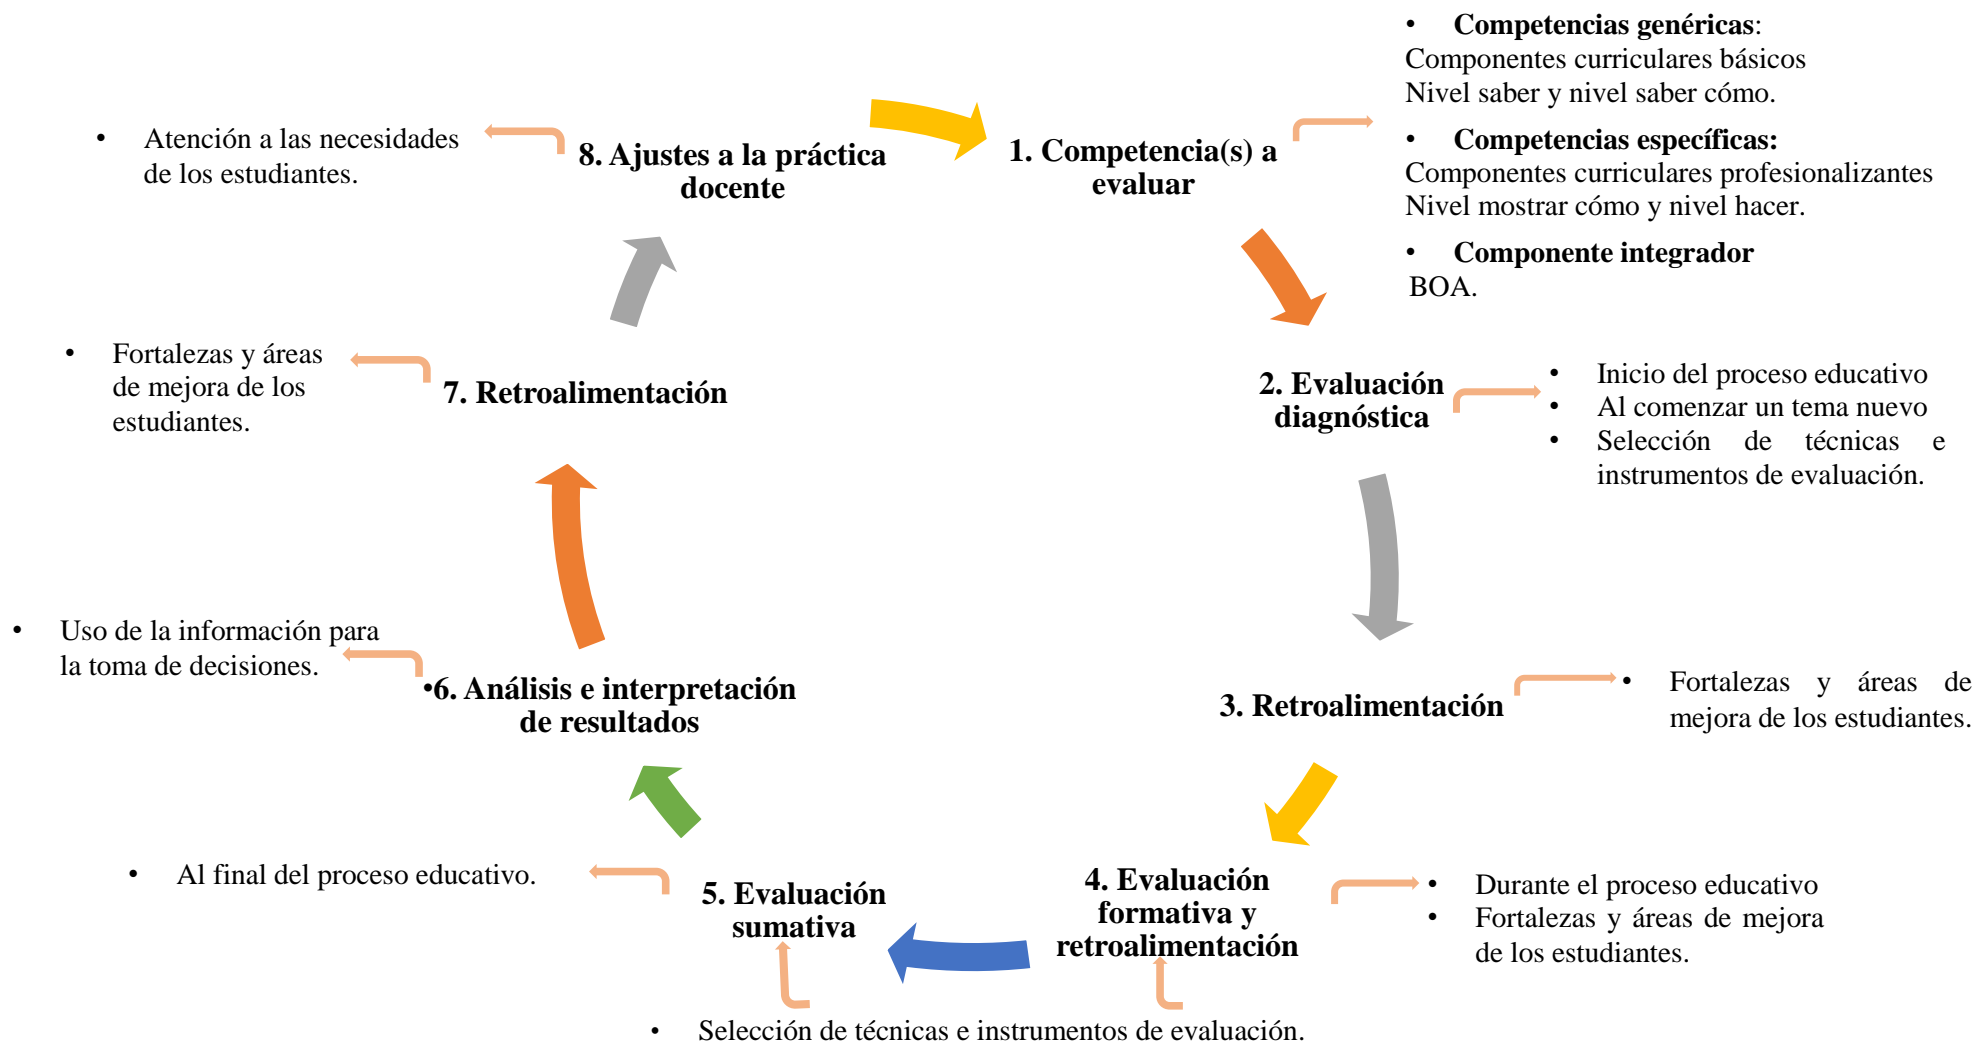 • Competencias genéricas:
Componentes curriculares básicos
Nivel saber y nivel saber cómo.
• Competencias específicas:
Componentes curriculares profesionalizantes
Nivel mostrar cómo y nivel hacer.
• Componente integrador
BOA.
1. Competencia(s) a
evaluar
2. Evaluación
diagnóstica
• Inicio del proceso educativo
• Al comenzar un tema nuevo
• Selección de técnicas e
instrumentos de evaluación.
3. Retroalimentación
• Fortalezas y áreas de
mejora de los estudiantes.
4. Evaluación
formativa y
retroalimentación
• Durante el proceso educativo
• Fortalezas y áreas de mejora
de los estudiantes.
• Selección de técnicas e instrumentos de evaluación.
5. Evaluación
sumativa
• Al final del proceso educativo.
•6. Análisis e interpretación
de resultados
• Uso de la información para
la toma de decisiones.
7. Retroalimentación
• Fortalezas y áreas
de mejora de los
estudiantes.
8. Ajustes a la práctica
docente
• Atención a las necesidades
de los estudiantes.